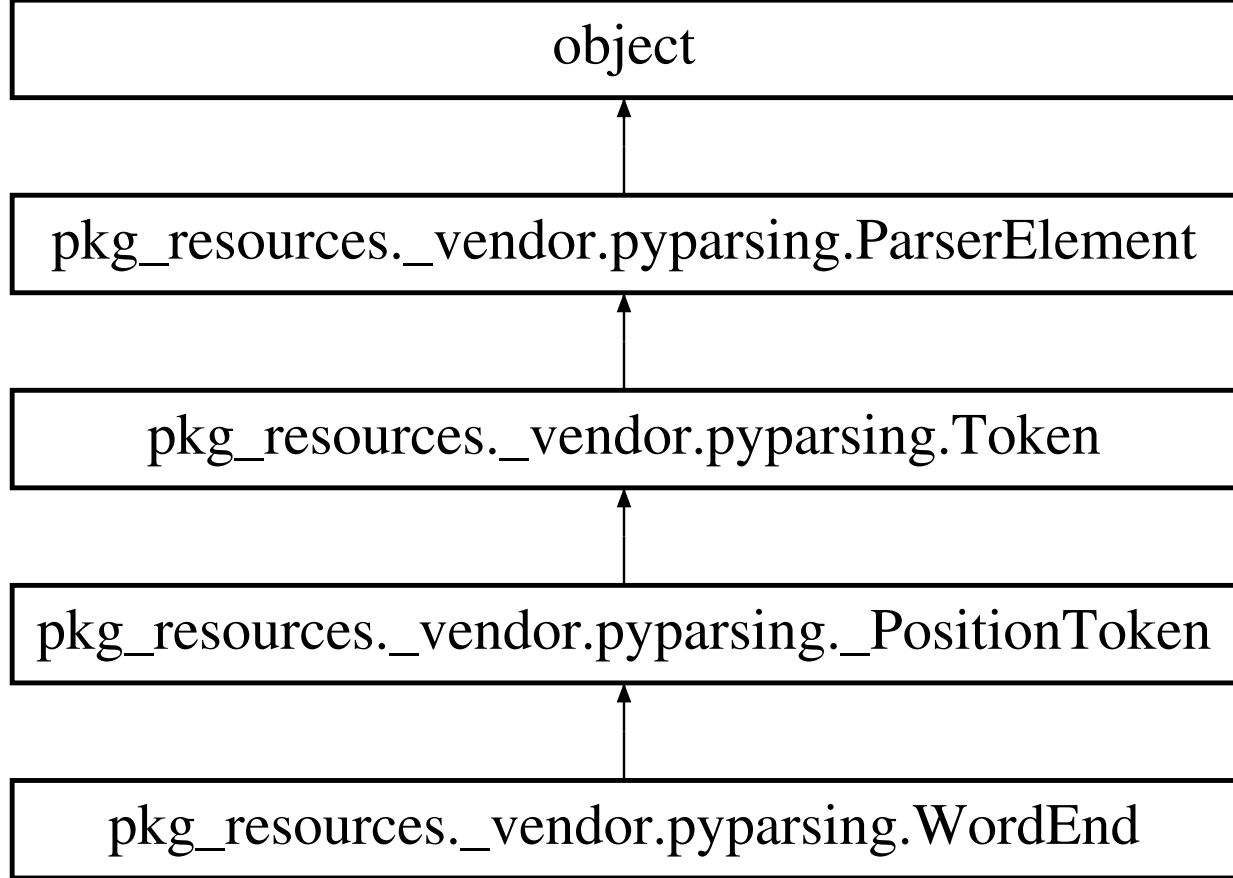 object
pkg_resources._vendor.pyparsing.ParserElement
pkg_resources._vendor.pyparsing.Token
pkg_resources._vendor.pyparsing._PositionToken
pkg_resources._vendor.pyparsing.WordEnd